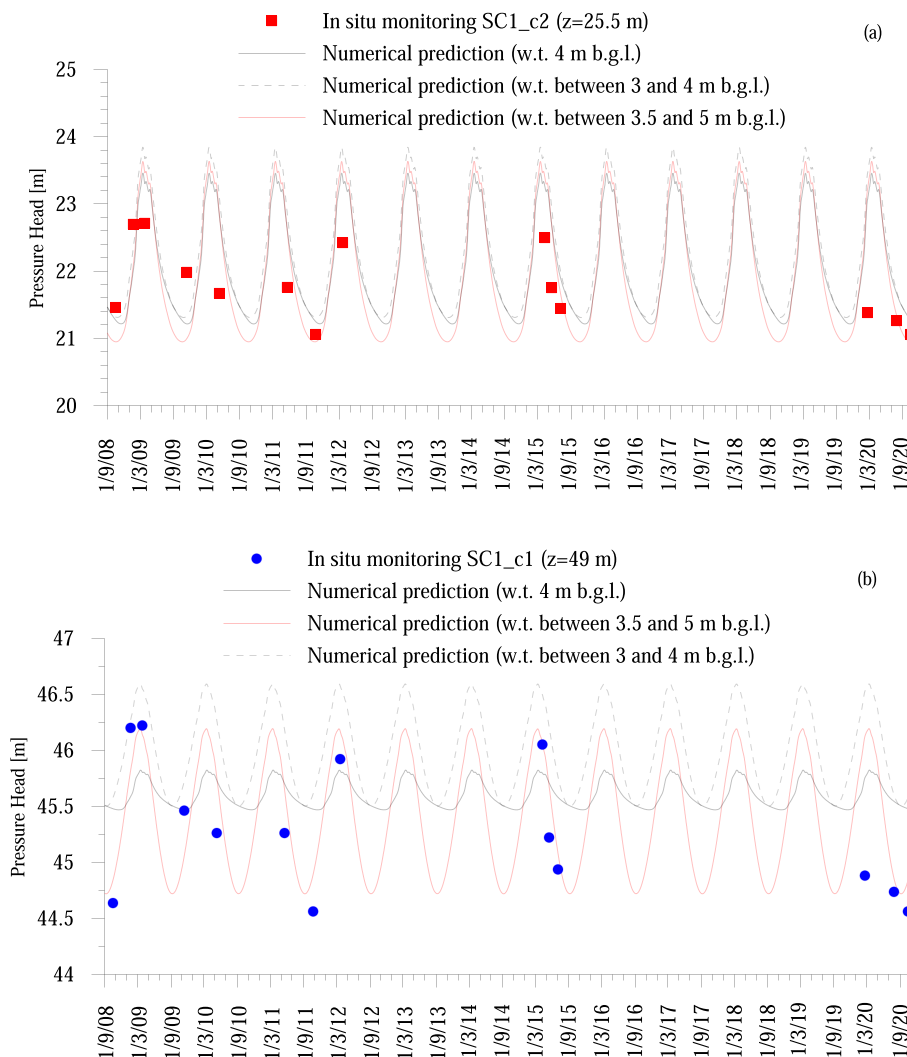 In situ monitoring SC1_c2 (z=25.5 m)
(a)
Numerical prediction (w.t. 4 m b.g.l.)
Numerical prediction (w.t. between 3 and 4 m b.g.l.)
Numerical prediction (w.t. between 3.5 and 5 m b.g.l.)
25
24
23
22
21
20
Pressure Head [m]
1/9/08 1/3/09 1/9/09 1/3/10 1/9/10 1/3/11 1/9/11 1/3/12 1/9/12 1/3/13 1/9/13 1/3/14 1/9/14 1/3/15 1/9/15 1/3/16 1/9/16 1/3/17 1/9/17 1/3/18 1/9/18 1/3/19 1/9/19 1/3/20 1/9/20
In situ monitoring SC1_c1 (z=49 m)
(b)
Numerical prediction (w.t. 4 m b.g.l.)
Numerical prediction (w.t. between 3.5 and 5 m b.g.l.)
Numerical prediction (w.t. between 3 and 4 m b.g.l.)
47
46.5
46
45.5
45
44.5
44
Pressure Head [m]
1/9/08 1/3/09 1/9/09 1/3/10 1/9/10 1/3/11 1/9/11 1/3/12 1/9/12 1/3/13 1/9/13 1/3/14 1/9/14 1/3/15 1/9/15 1/3/16 1/9/16 1/3/17 1/9/17 1/3/18 1/9/18 1/3/19 1/9/19 1/3/20 1/9/20